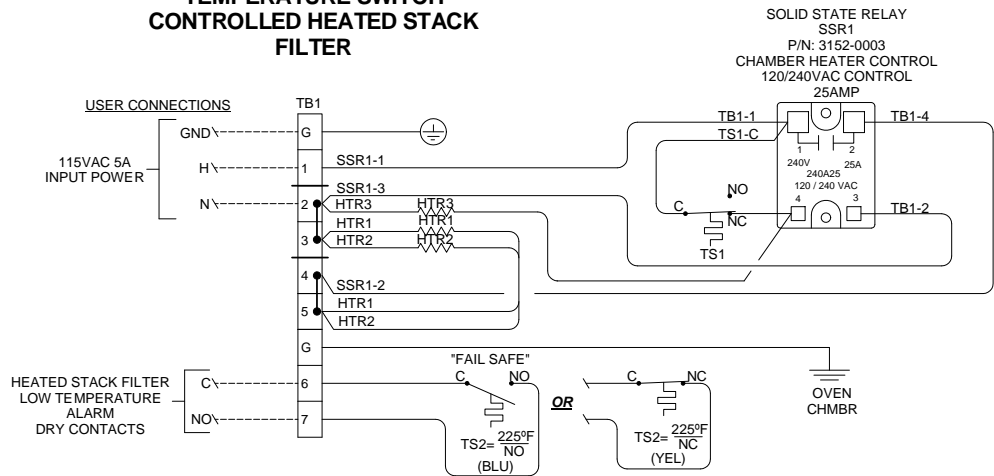 TEMPERATURE SWITCH
CONTROLLED HEATED STACK
FILTER
SOLID STATE RELAY
SSR1
P/N: 3152-0003
CHAMBER HEATER CONTROL
120/240VAC CONTROL
25AMP
USER CONNECTIONS
TB1
GND
G
115VAC 5A
INPUT POWER
H
1
SSR1-1
N
2
SSR1-3
HTR3
HTR3
HTR1
HTR1
3
HTR2
HTR2
4
SSR1-2
5
HTR1
HTR2
G
TB1-1
TS1-C
TB1-4
1
2
240V
25A
240A25
120 / 240 VAC
4
3
TB1-2
NO
C
NC
TS1
HEATED STACK FILTER
LOW TEMPERATURE
ALARM
DRY CONTACTS
C
6
NO
7
"FAIL SAFE"
C
NO
TS2= 225ºF
NO
(BLU)
OR
C
NC
TS2= 225ºF
NC
(YEL)
OVEN
CHMBR